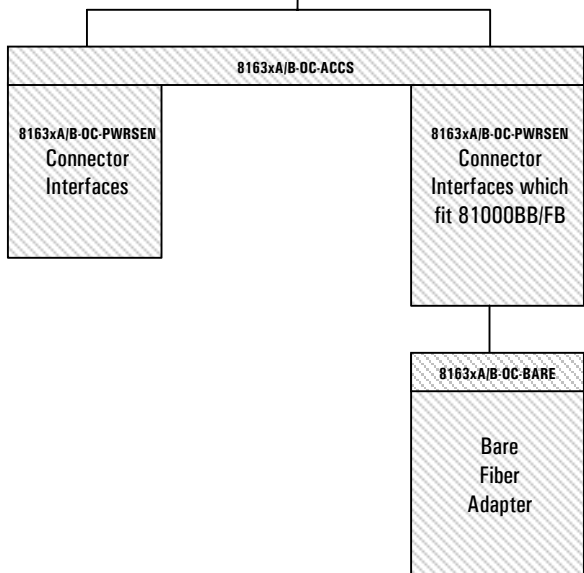 8163xA/B-OC-ACCS
8163xA/B-OC-PWRSEN
Connector
Interfaces
8163xA/B-OC-PWRSEN
Connector
Interfaces which
fit 81000BB/FB
8163xA/B-OC-BARE
Bare
Fiber
Adapter